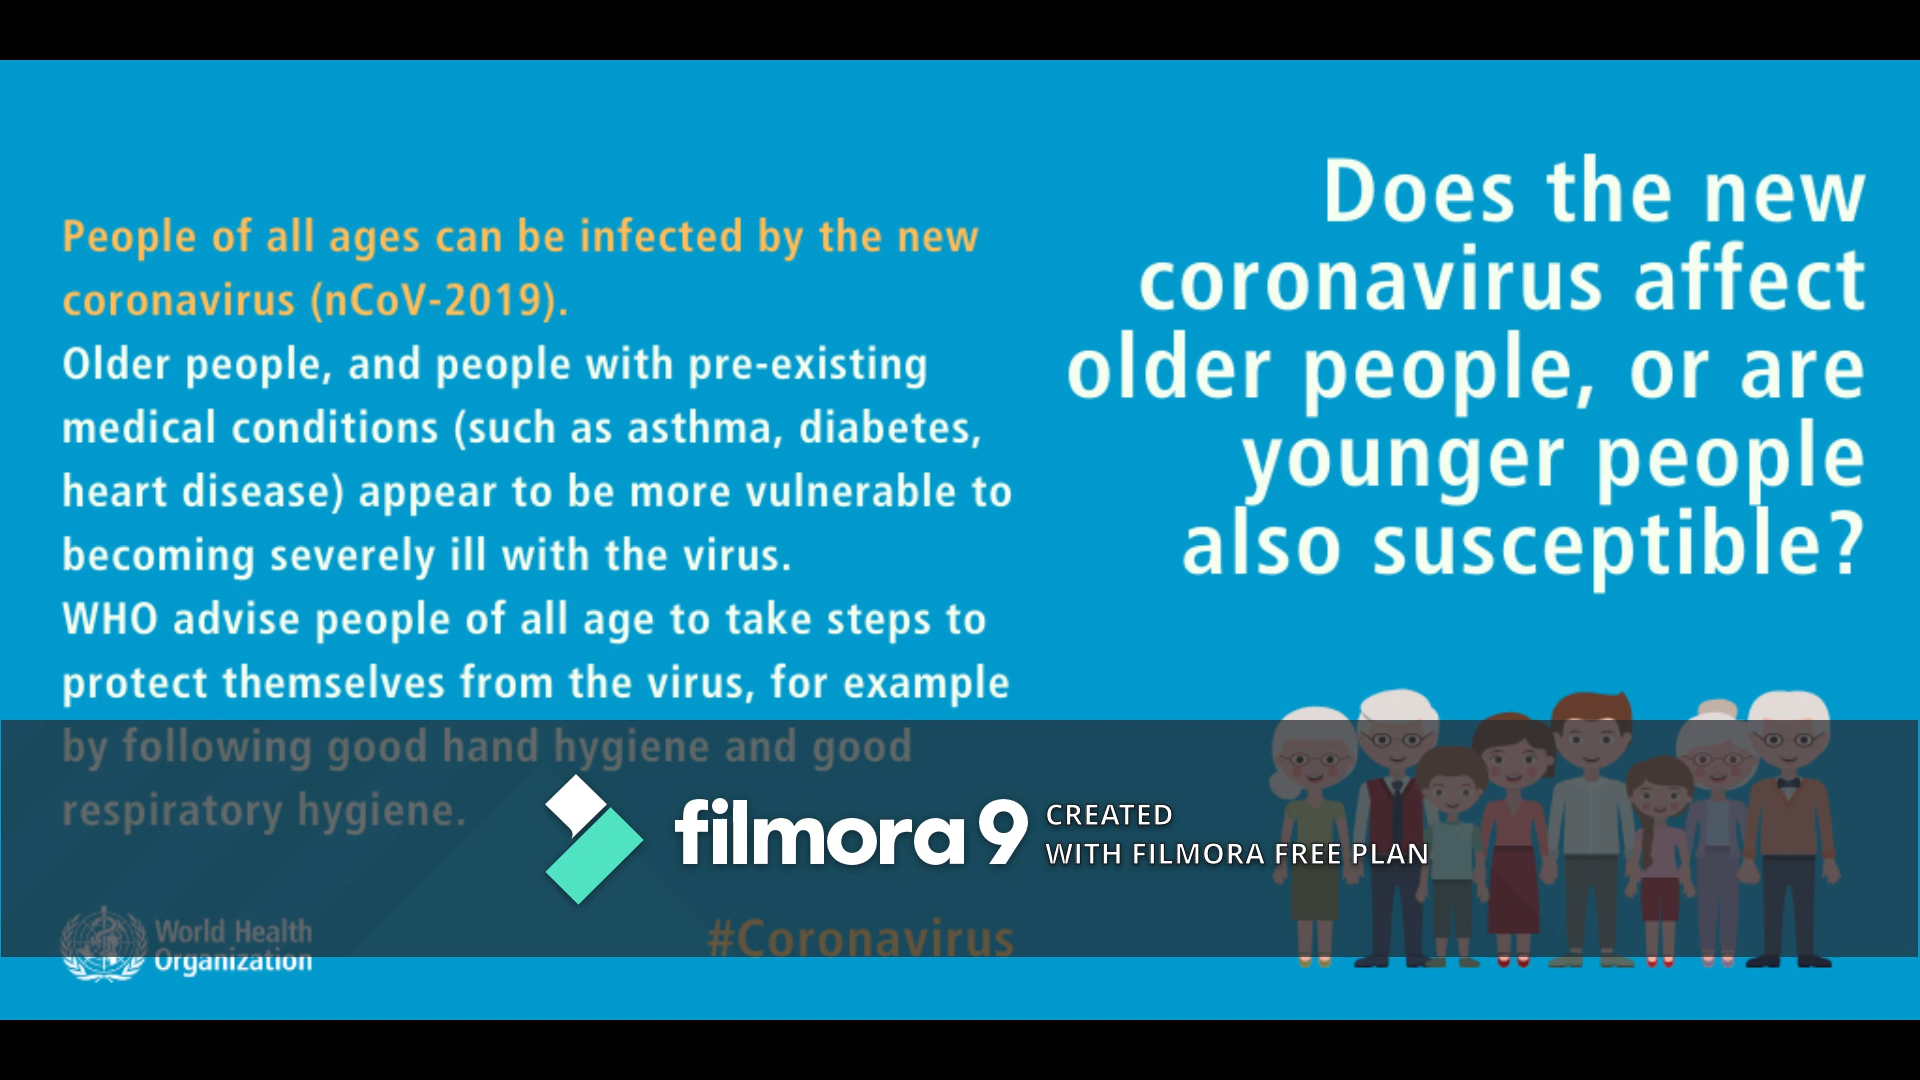 Does the new
coronavirus affect
older people, or are
younger people
also susceptible?
People of all ages can be infected by the new
coronavirus (nCoV-2019).
Older people, and people with pre-existing
medical conditions (such as asthma, diabetes,
heart disease) appear to be more vulnerable to
becoming severely ill with the virus.
WHO advise people of all age to take steps to
protect themselves from the virus, for example
by following good hand hygiene and good
respiratory hygiene.
filmora9
CREATED
WITH FILMORA FREE PLAN
World Health
Organization
#Coronavirus